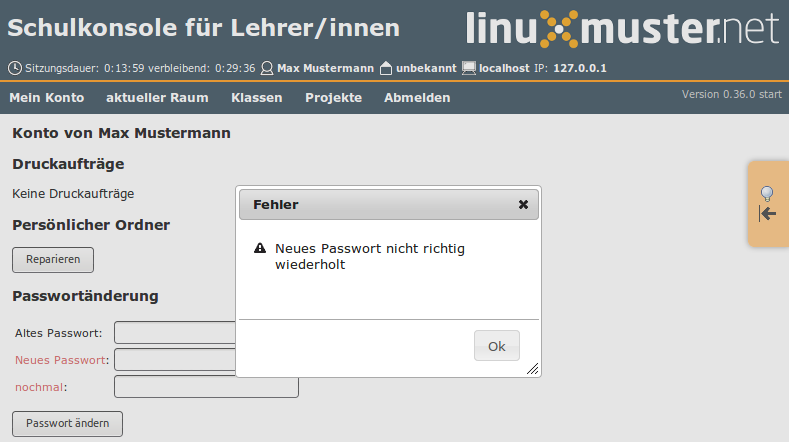 Schulkonsole für Lehrer/innen
linuxmuster.net
Sitzungsdauer: 0:13:59 verbleibend: 0:29:36 Max Mustermann unbekannt localhost IP: 127.0.0.1
Mein Konto aktueller Raum Klassen Projekte Abmelden Version 0.36.0 start
Konto von Max Mustermann
Druckaufträge
Keine Druckaufträge
Persönlicher Ordner
Reparieren
Passwortänderung
Altes Passwort:
Neues Passwort:
nochmal:
Passwort ändern
Fehler
Neues Passwort nicht richtig
wiederholt
Ok